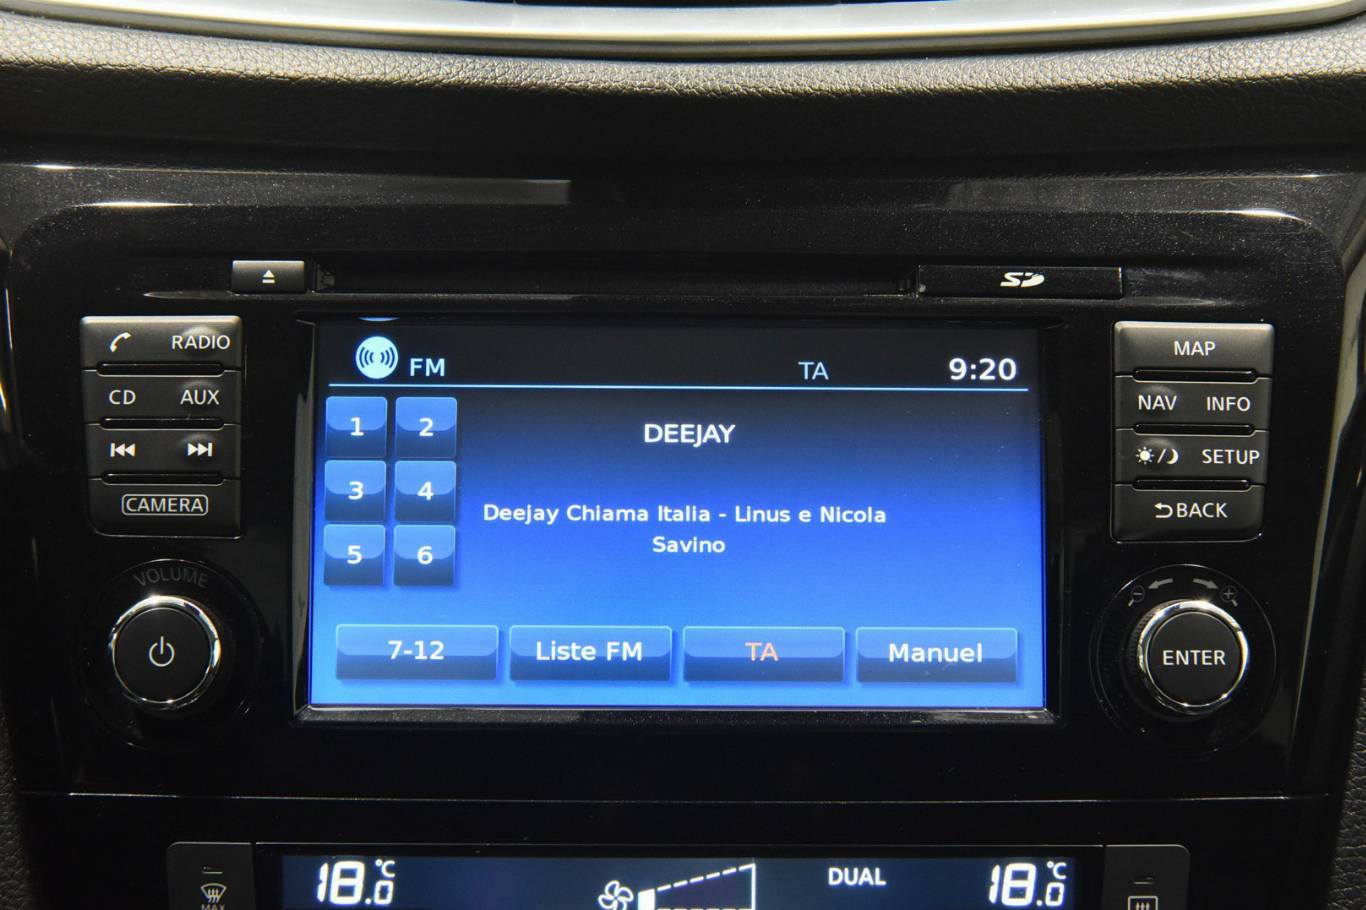 SD
RADIO
CD AUX
CAMERA
VOLUME
FM TA 9:20
1 2
3 4
5 6
DEEJAY
Deejay Chiama Italia - Linus e Nicola
Savino
7-12 Liste FM TA Manuel
MAP
NAV INFO
SETUP
BACK
ENTER
MAX
18.0 °C
DUAL
18.0 °C